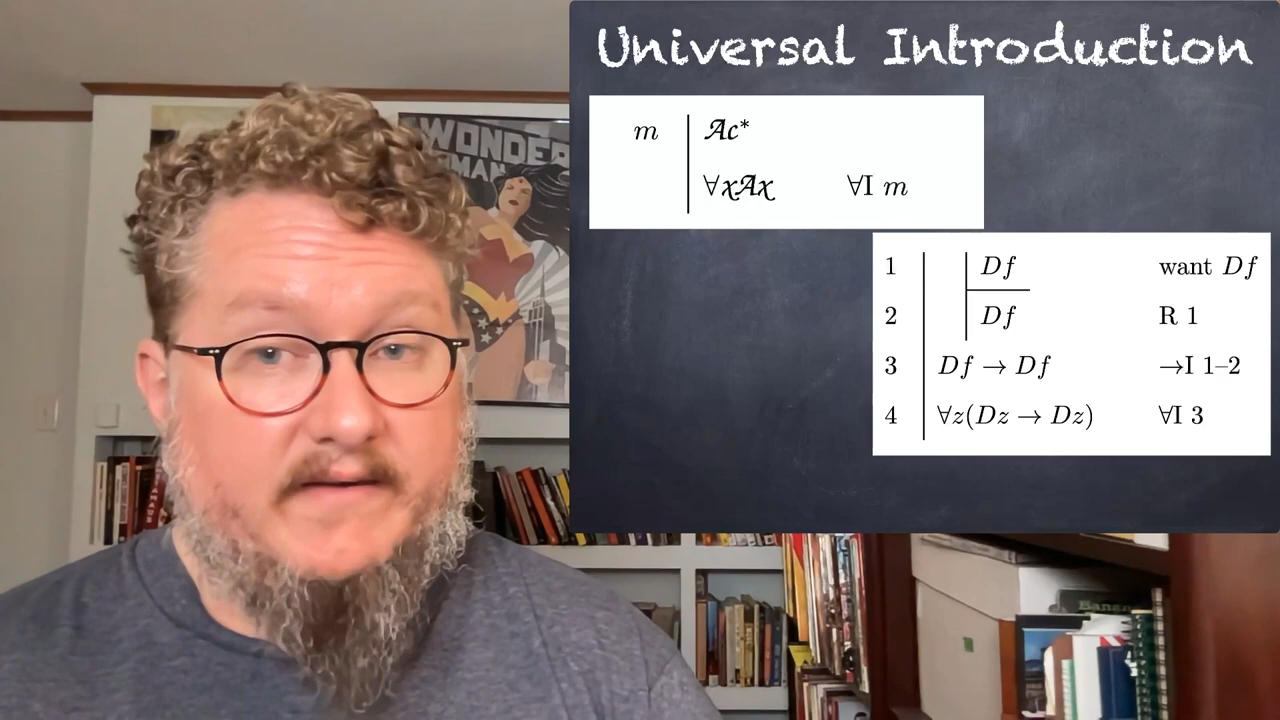 Universal Introduction
WONDER
WOMAN
m 𝒜c*
∀𝓍𝒜𝓍 ∀I m
1 Df want Df
2 Df R 1
3 Df → Df →I 1–2
4 ∀z(Dz → Dz) ∀I 3